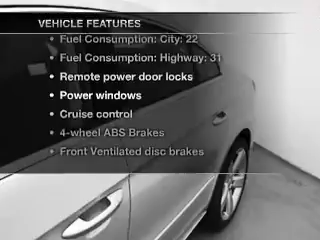 VEHICLE FEATURES
• Fuel Consumption: City: 22
• Fuel Consumption: Highway: 31
• Remote power door locks
• Power windows
• Cruise control
• 4-wheel ABS Brakes
• Front Ventilated disc brakes